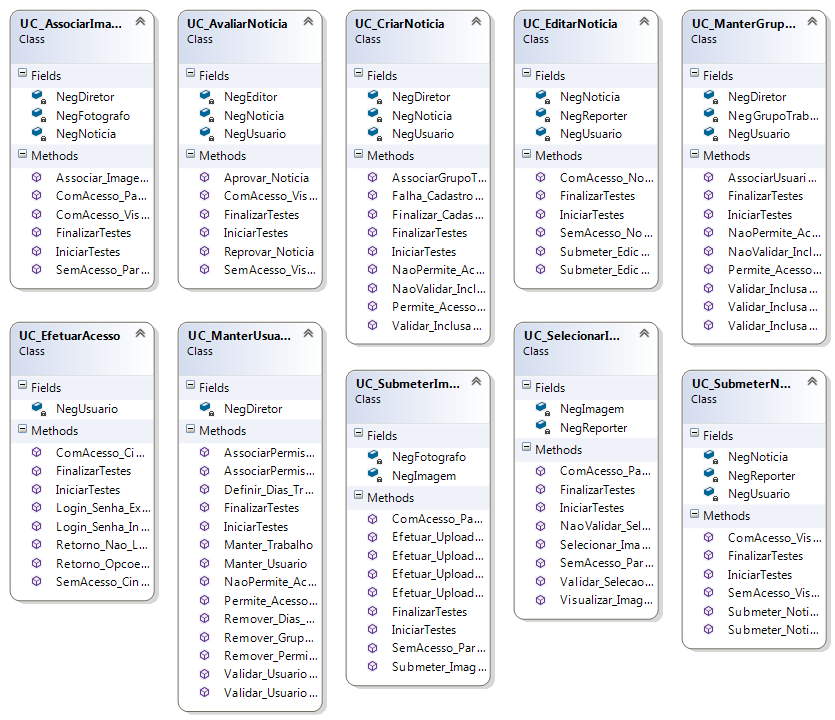 UC_AssociarIma...
Class
Fields
NegDiretor
NegFotografo
NegNoticia
Methods
Associar_Image...
ComAcesso_Pa...
ComAcesso_Vis...
FinalizarTestes
IniciarTestes
SemAcesso_Par...
UC_AvaliarNoticia
Class
Fields
NegEditor
NegNoticia
NegUsuario
Methods
Aprovar_Noticia
ComAcesso_Vis...
FinalizarTestes
IniciarTestes
Reprovar_Noticia
SemAcesso_Vis...
UC_CriarNoticia
Class
Fields
NegDiretor
NegNoticia
NegUsuario
Methods
AssociarGrupoT...
Falha_Cadastro...
Finalizar_Cadas...
FinalizarTestes
IniciarTestes
NaoPermite_Ac...
NaoValidar_Incl...
Permite_Acesso...
Validar_Inclusa...
UC_EditarNoticia
Class
Fields
NegNoticia
NegReporter
NegUsuario
Methods
ComAcesso_No...
FinalizarTestes
IniciarTestes
SemAcesso_No...
Submeter_Edic...
Submeter_Edic...
UC_ManterGrup...
Class
Fields
NegDiretor
NegGrupoTrab...
NegUsuario
Methods
AssociarUsuari...
FinalizarTestes
IniciarTestes
NaoPermite_Ac...
NaoValidar_Incl...
Permite_Acesso...
Validar_Inclusa...
Validar_Inclusa...
Validar_Inclusa...
UC_EfetuarAcesso
Class
Fields
NegUsuario
Methods
ComAcesso_Ci...
FinalizarTestes
IniciarTestes
Login_Senha_Ex...
Login_Senha_In...
Retorno_Nao_L...
Retorno_Opcoe...
SemAcesso_Cin...
UC_ManterUsua...
Class
Fields
NegDiretor
Methods
AssociarPermis...
AssociarPermis...
Definir_Dias_Tr...
FinalizarTestes
IniciarTestes
Manter_Trabalho
Manter_Usuario
NaoPermite_Ac...
Permite_Acesso...
Remover_Dias_...
Remover_Grup...
Remover_Permi...
Validar_Usuario...
Validar_Usuario...
UC_SubmeterIm...
Class
Fields
NegFotografo
NegImagem
Methods
ComAcesso_Pa...
Efetuar_Upload...
Efetuar_Upload...
Efetuar_Upload...
Efetuar_Upload...
FinalizarTestes
IniciarTestes
SemAcesso_Par...
Submeter_Imag...
UC_SelecionarI...
Class
Fields
NegImagem
NegReporter
Methods
ComAcesso_Pa...
FinalizarTestes
IniciarTestes
NaoValidar_Sel...
Selecionar_Ima...
SemAcesso_Par...
Validar_Selecao...
Visualizar_Imag...
UC_SubmeterN...
Class
Fields
NegNoticia
NegReporter
NegUsuario
Methods
ComAcesso_Vis...
FinalizarTestes
IniciarTestes
SemAcesso_Vis...
Submeter_Noti...
Submeter_Noti...